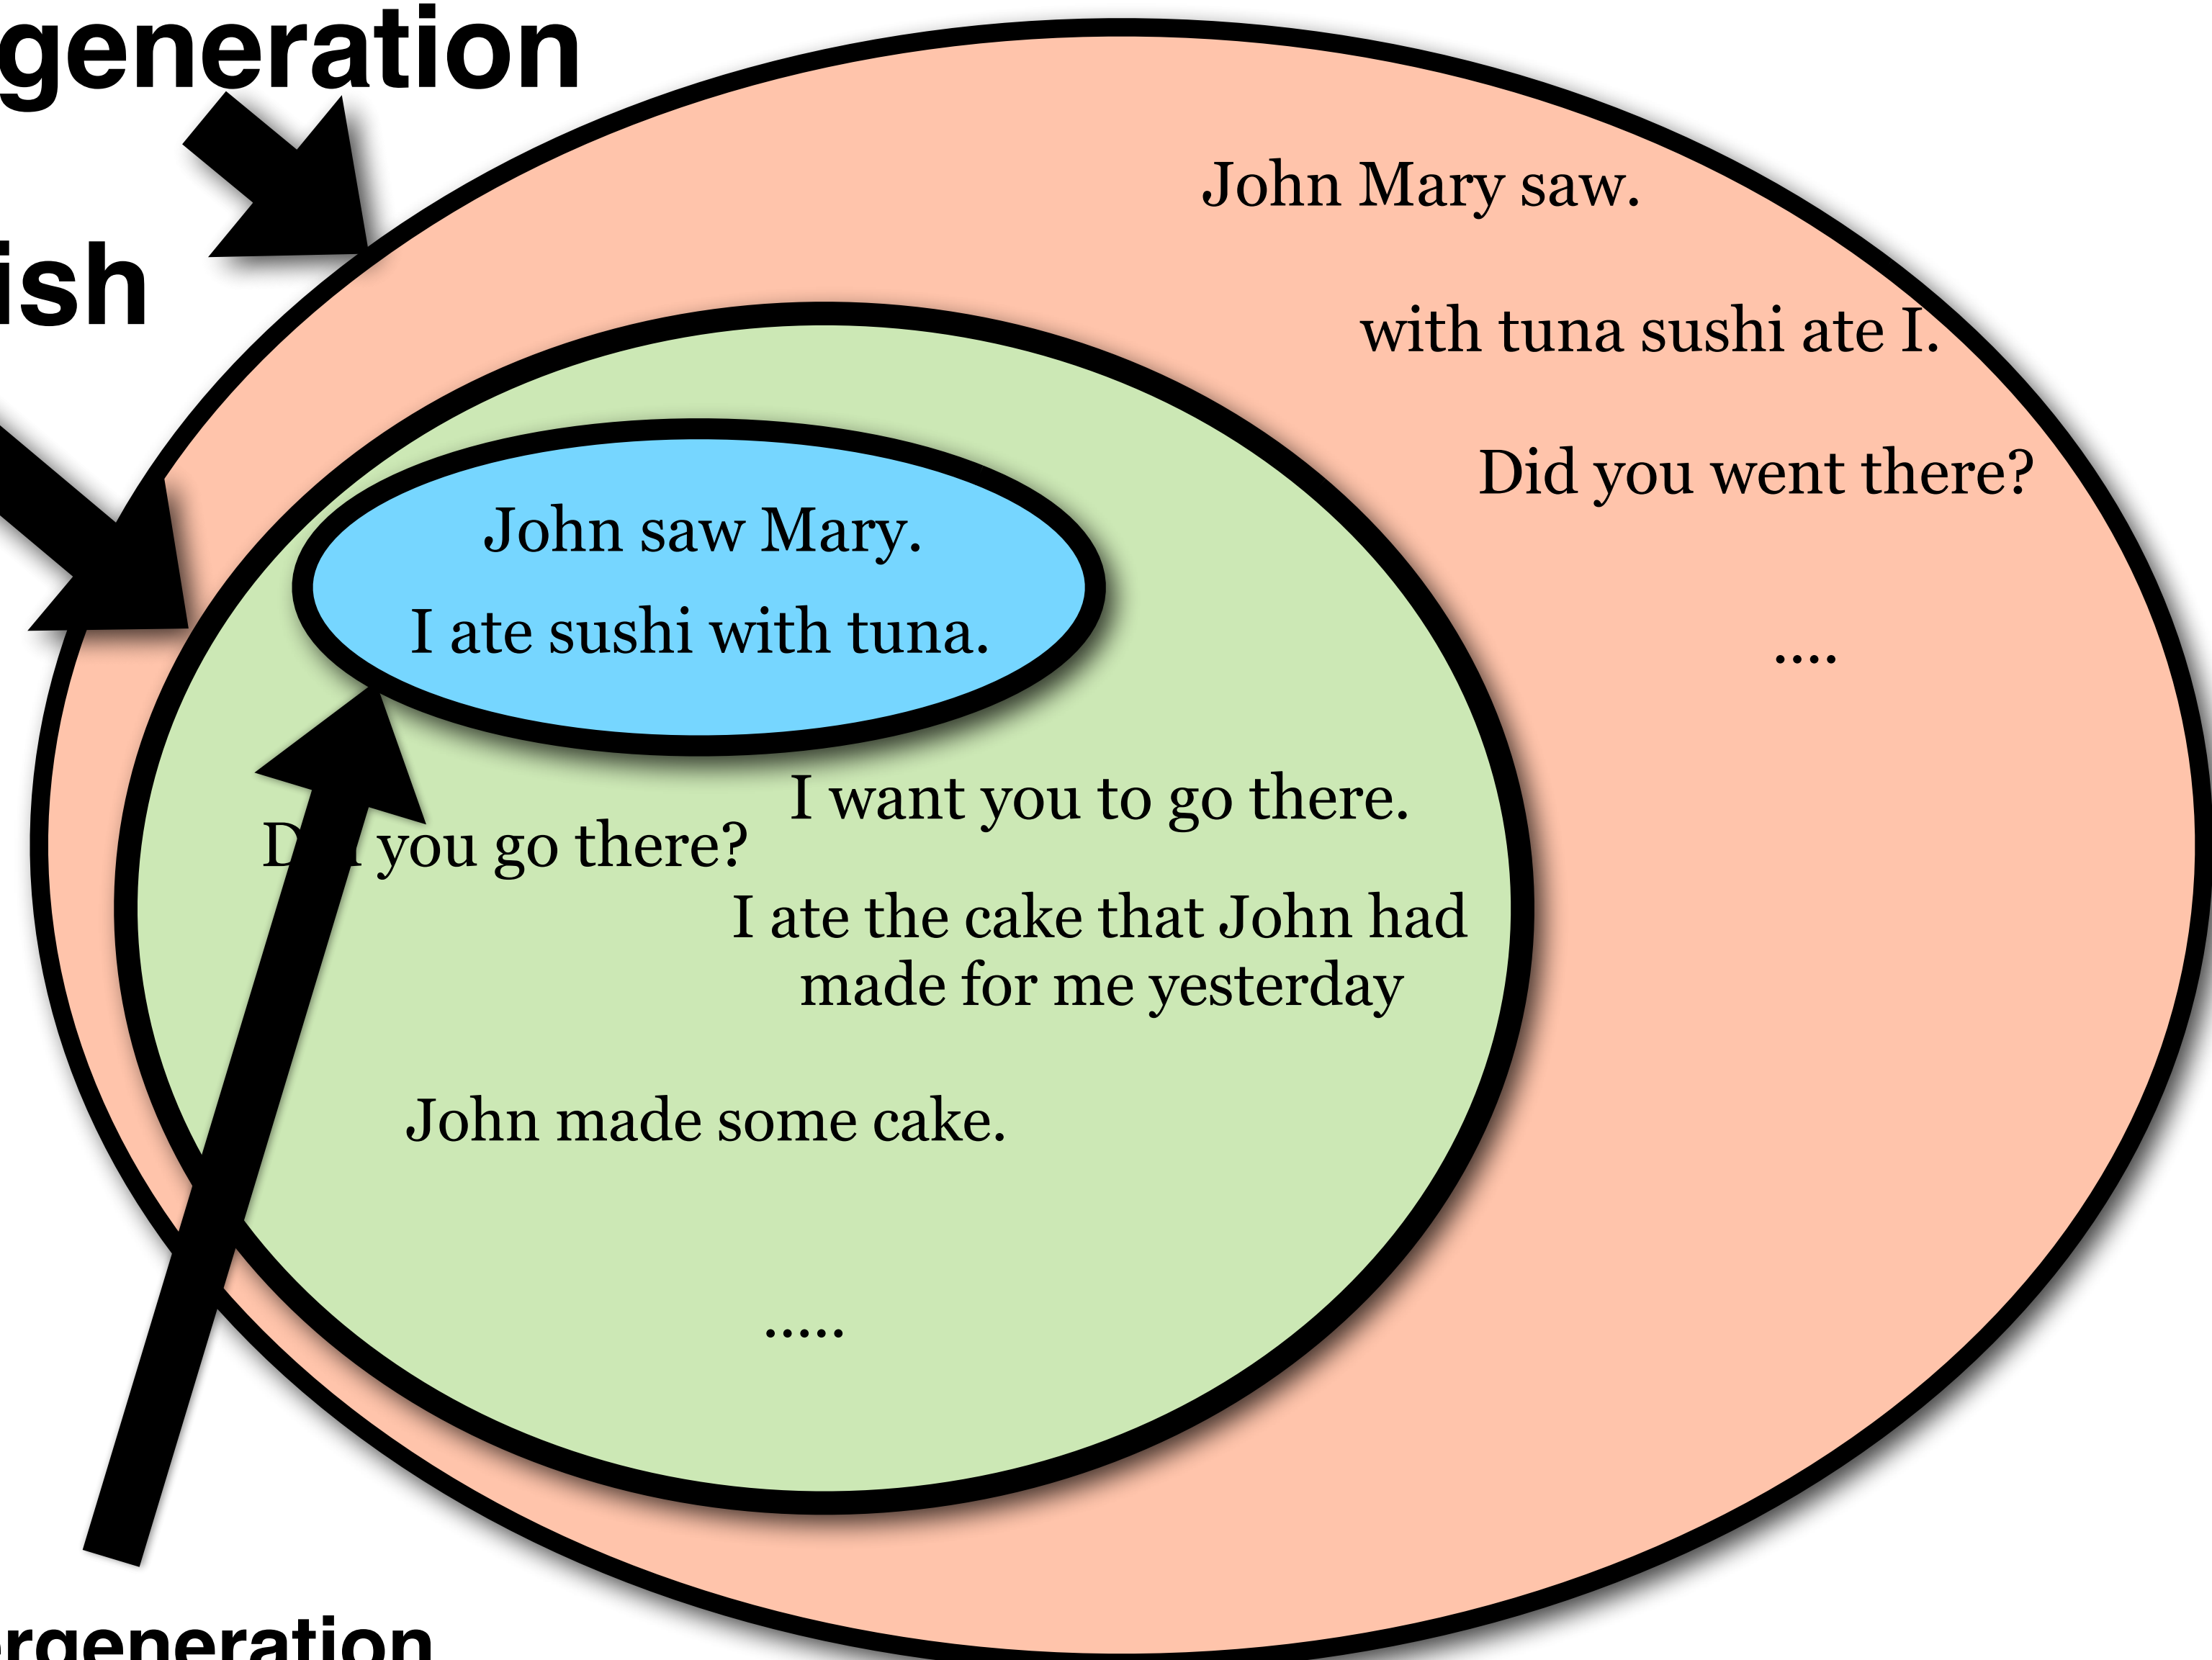 generation
John Mary saw.
ish
with tuna sushi ate I.
Did you went there?
John saw Mary.
I ate sushi with tuna.
....
I want you to go there.
you go there?
I ate the cake that John had
made for me yesterday
John made some cake.
.....
ergeneration